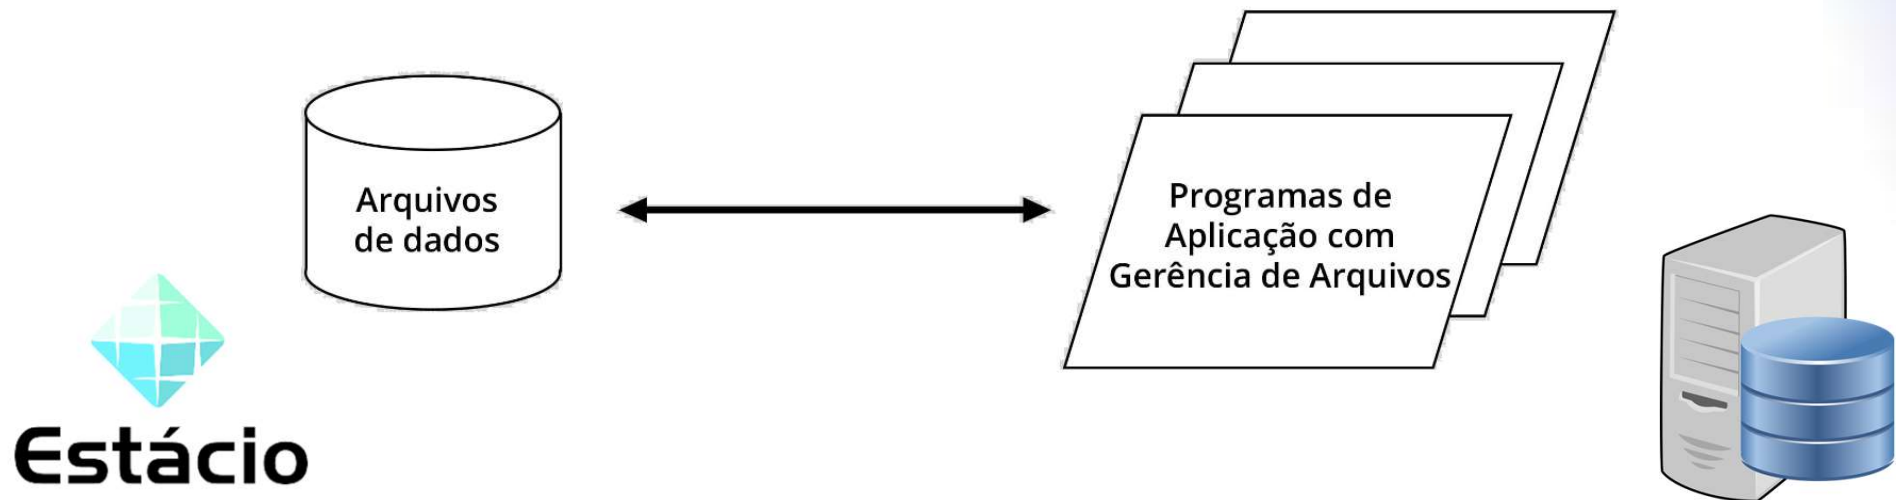 Arquivos
de dados
Programas de
Aplicação com
Gerência de Arquivos
Estácio